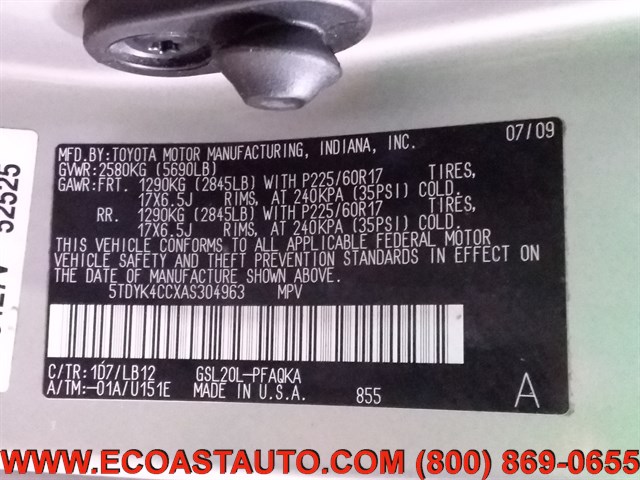 52525
07/09
MFD.BY:TOYOTA MOTOR MANUFACTURING, INDIANA, INC.
GVWR:2580KG (5690LB)
GAWR:FRT. 1290KG (2845LB) WITH P225/60R17 TIRES,
17X6.5J RIMS, AT 240KPA (35PSI) COLD.
RR. 1290KG (2845LB) WITH P225/60R17 TIRES,
17X6.5J RIMS, AT 240KPA (35PSI) COLD.
THIS VEHICLE CONFORMS TO ALL APPLICABLE FEDERAL MOTOR
VEHICLE SAFETY AND THEFT PREVENTION STANDARDS IN EFFECT ON
THE DATE OF MANUFACTURE SHOWN ABOVE.
5TDYK4CCXAS304963 MPV
C/TR:1D7/LB12 GSL20L-PFAQKA
A/TM:-01A/U151E MADE IN U.S.A. 855 A
WWW.ECOASTAUTO.COM (800) 869-0655